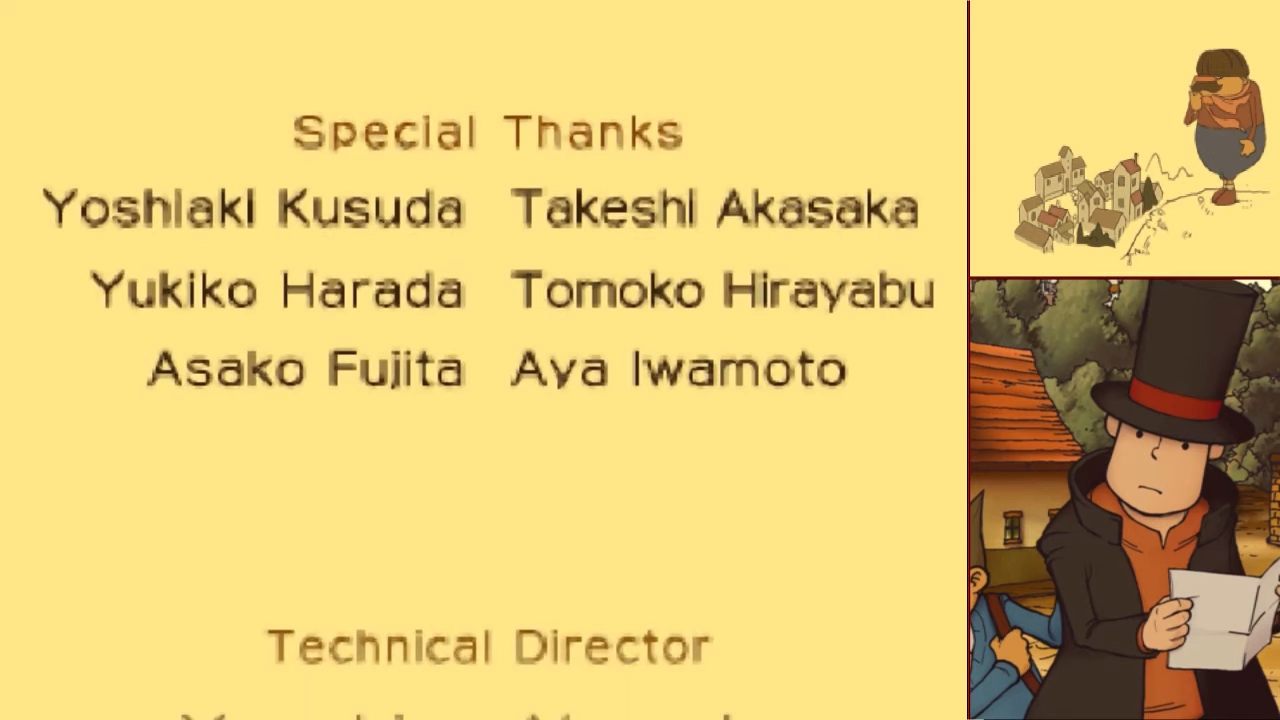 Special Thanks
Yoshiaki Kusuda Takeshi Akasaka
Yukiko Harada Tomoko Hirayabu
Asako Fujita Aya Iwamoto
Technical Director